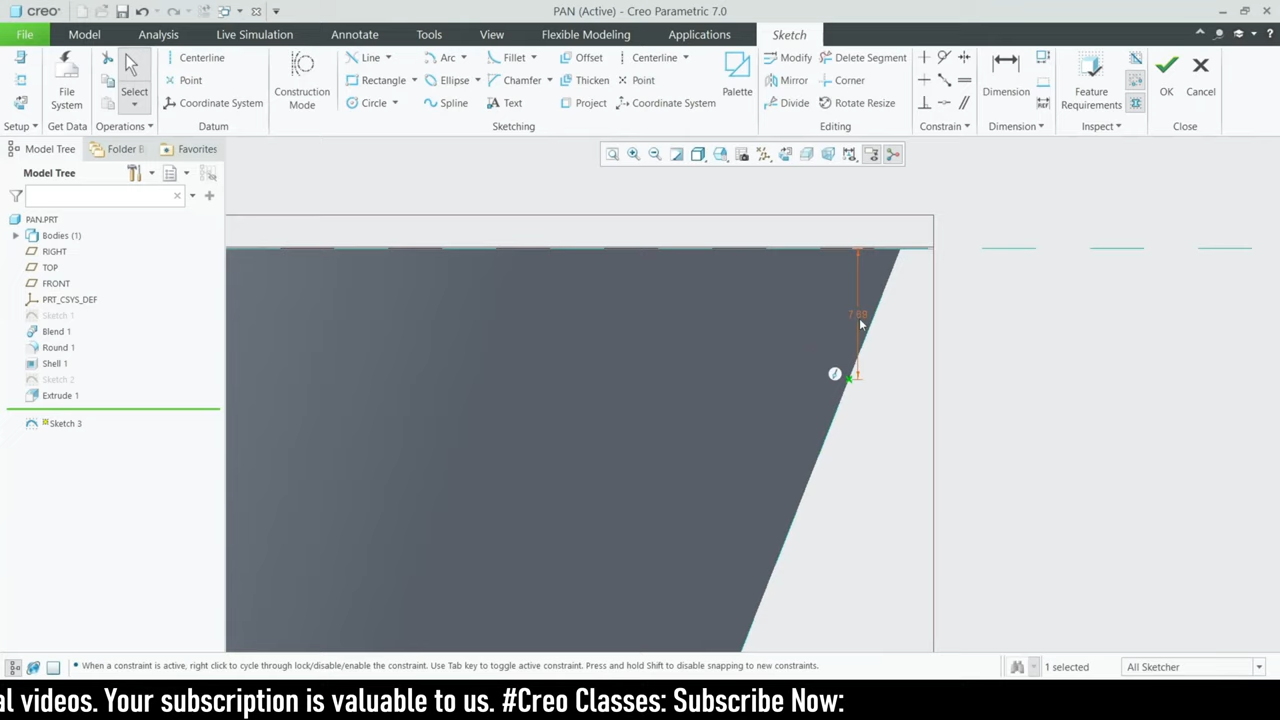 creo
PAN (Active) - Creo Parametric 7.0
File Model Analysis Live Simulation Annotate Tools View Flexible Modeling Applications Sketch
Centerline Line Arc Fillet Offset Centerline Modify Delete Segment
File System Select Point Construction Mode Rectangle Ellipse Chamfer Thicken Point Palette Mirror Corner Dimension Feature Requirements OK Cancel
Coordinate System Circle Spline Text Project Coordinate System Divide Rotate Resize
Setup Get Data Operations Datum Sketching Editing Constrain Dimension Inspect Close
Model Tree Folder B Favorites
Model Tree
PAN.PRT
Bodies (1)
RIGHT
TOP
FRONT
PRT_CSYS_DEF
Sketch 1
Blend 1
Round 1
Shell 1
Sketch 2
Extrude 1
Sketch 3
7.69
When a constraint is active, right click to cycle through lock/disable/enable the constraint. Use Tab key to toggle active constraint. Press and hold Shift to disable snapping to new constraints.
1 selected All Sketcher
al videos. Your subscription is valuable to us. #Creo Classes: Subscribe Now: